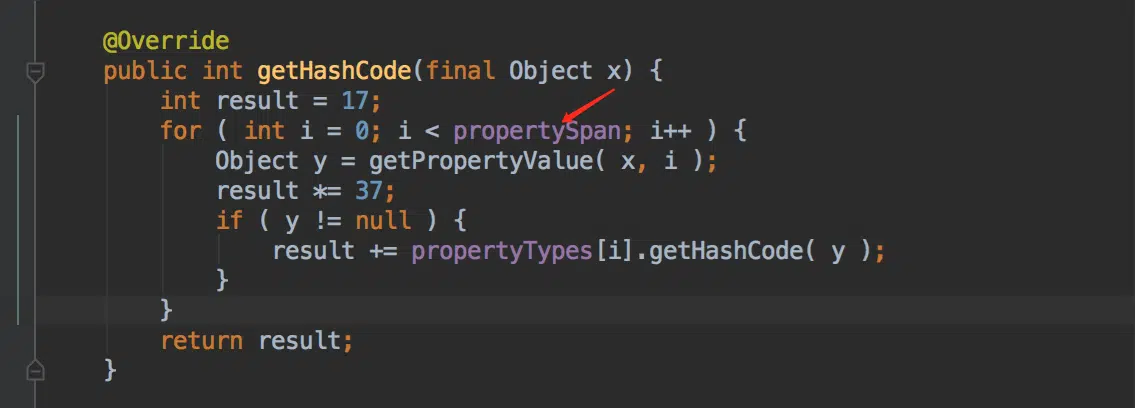 @Override
public int getHashCode(final Object x) {
int result = 17;
for ( int i = 0; i < propertySpan; i++ ) {
Object y = getPropertyValue( x, i );
result *= 37;
if ( y != null ) {
result += propertyTypes[i].getHashCode( y );
}
}
return result;
}